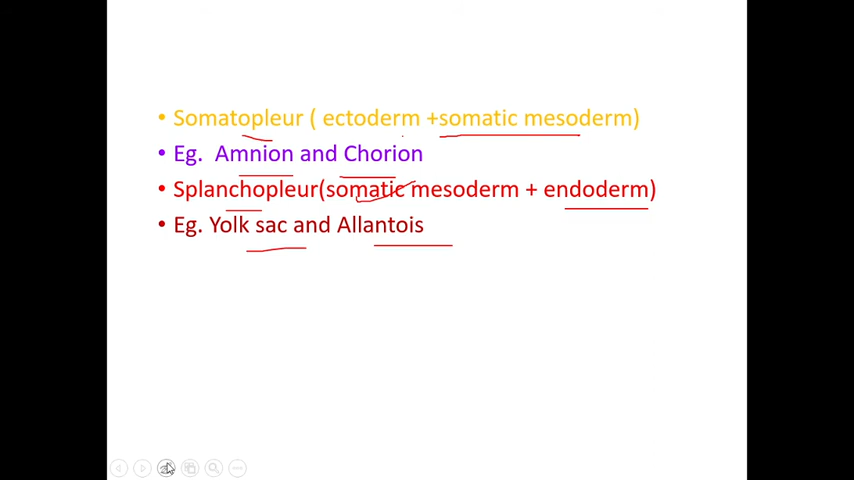 • Somatopleur ( ectoderm +somatic mesoderm)
• Eg. Amnion and Chorion
• Splanchopleur(somatic mesoderm + endoderm)
• Eg. Yolk sac and Allantois